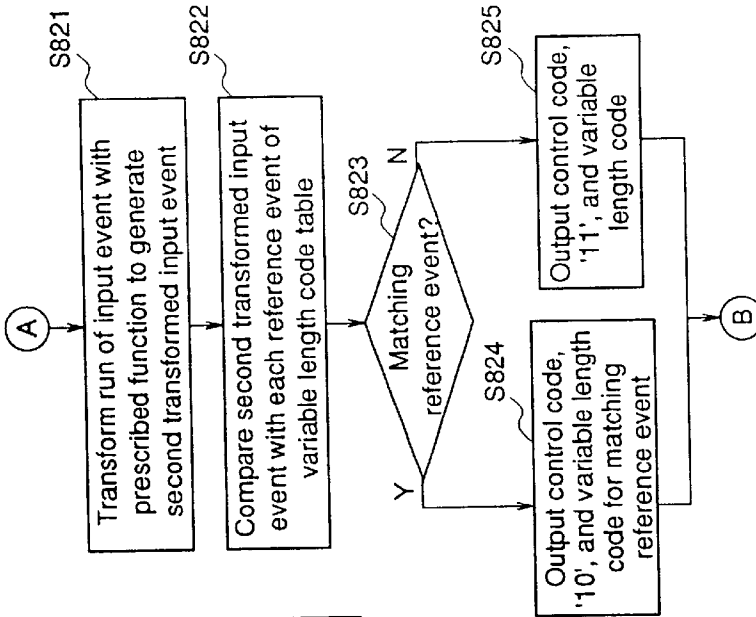 A
S821
Transform run of input event with
prescribed function to generate
second transformed input event
S822
Compare second transformed input
event with each reference event of
variable length code table
S823
Matching
reference event?
Y
N
S824
Output control code,
'10', and variable length
code for matching
reference event
S825
Output control code,
'11', and variable
length code
B